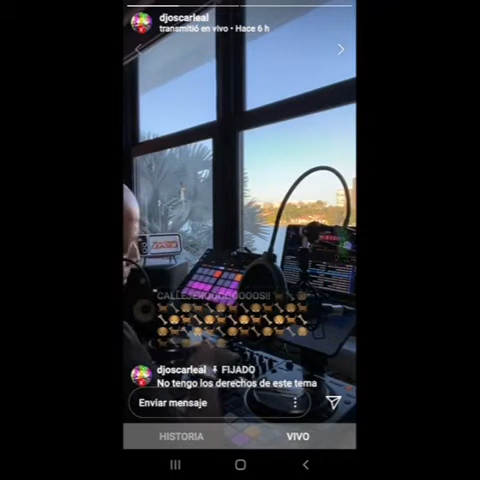 djoscarleal
transmitió en vivo • Hace 6 h
djoscarleal FIJADO
No tengo los derechos de este tema
Enviar mensaje
HISTORIA
VIVO